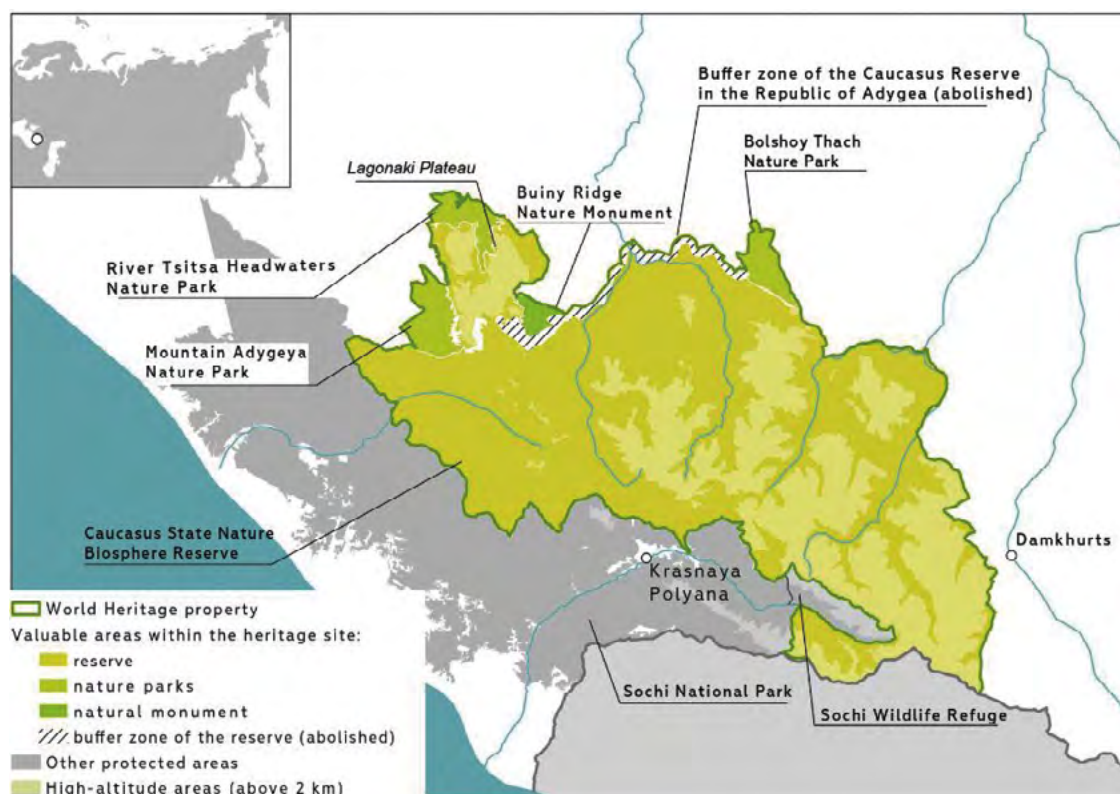 Buffer zone of the Caucasus Reserve
in the Republic of Adygea (abolished)
Bolshoy Thach
Nature Park
Lagonaki Plateau
Buiny Ridge
Nature Monument
River Tsitsa Headwaters
Nature Park
Mountain Adygeya
Nature Park
Caucasus State Nature
Biosphere Reserve
Krasnaya
Polyana
Damkhurts
Sochi National Park
Sochi Wildlife Refuge
World Heritage property
Valuable areas within the heritage site:
reserve
nature parks
natural monument
buffer zone of the reserve (abolished)
Other protected areas
High-altitude areas (above 2 km)